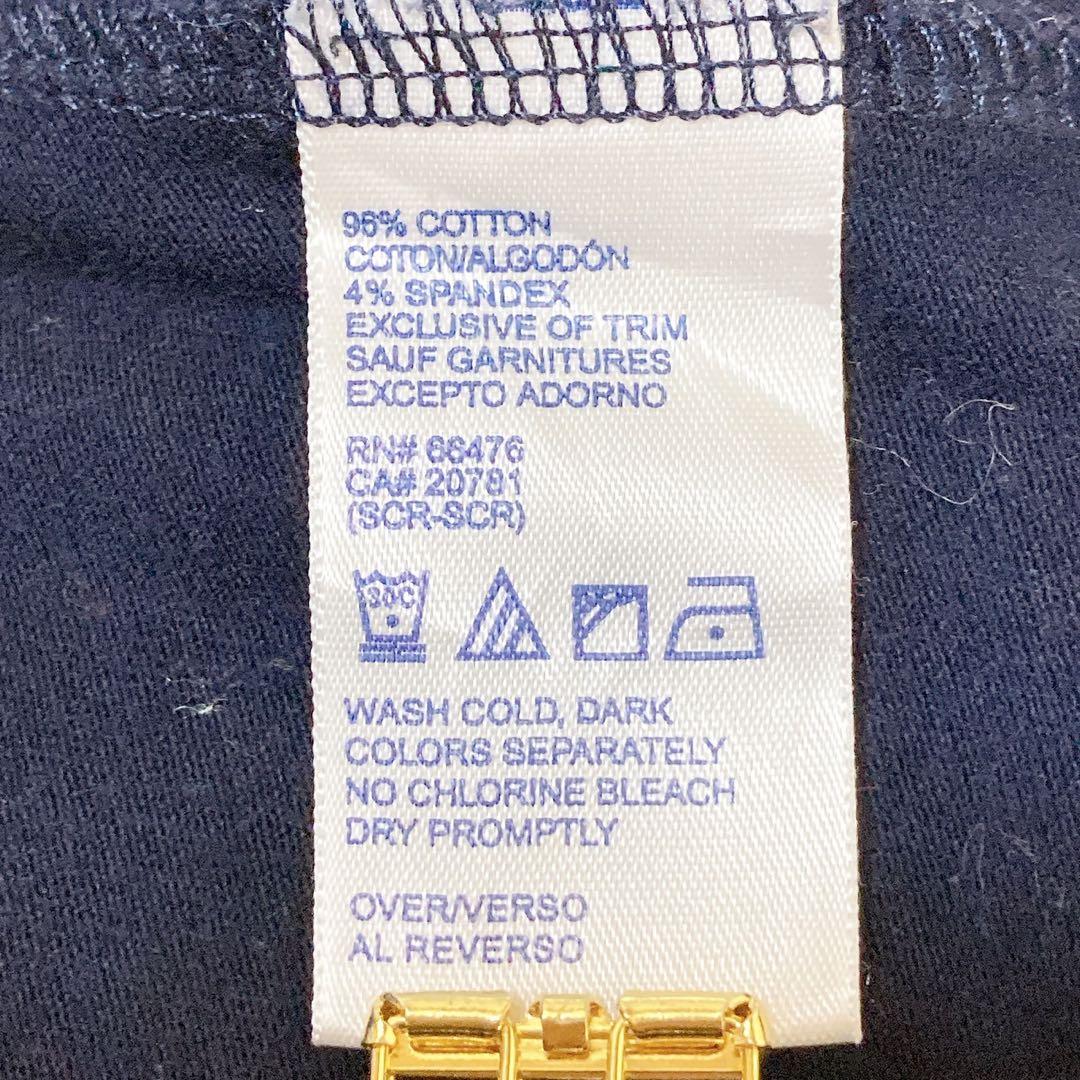 96% COTTON
COTON/ALGODÓN
4% SPANDEX
EXCLUSIVE OF TRIM
SAUF GARNITURES
EXCEPTO ADORNO
RN# 66476
CA# 20781
(SCR-SCR)
30C
WASH COLD, DARK
COLORS SEPARATELY
NO CHLORINE BLEACH
DRY PROMPTLY
OVER/VERSO
AL REVERSO